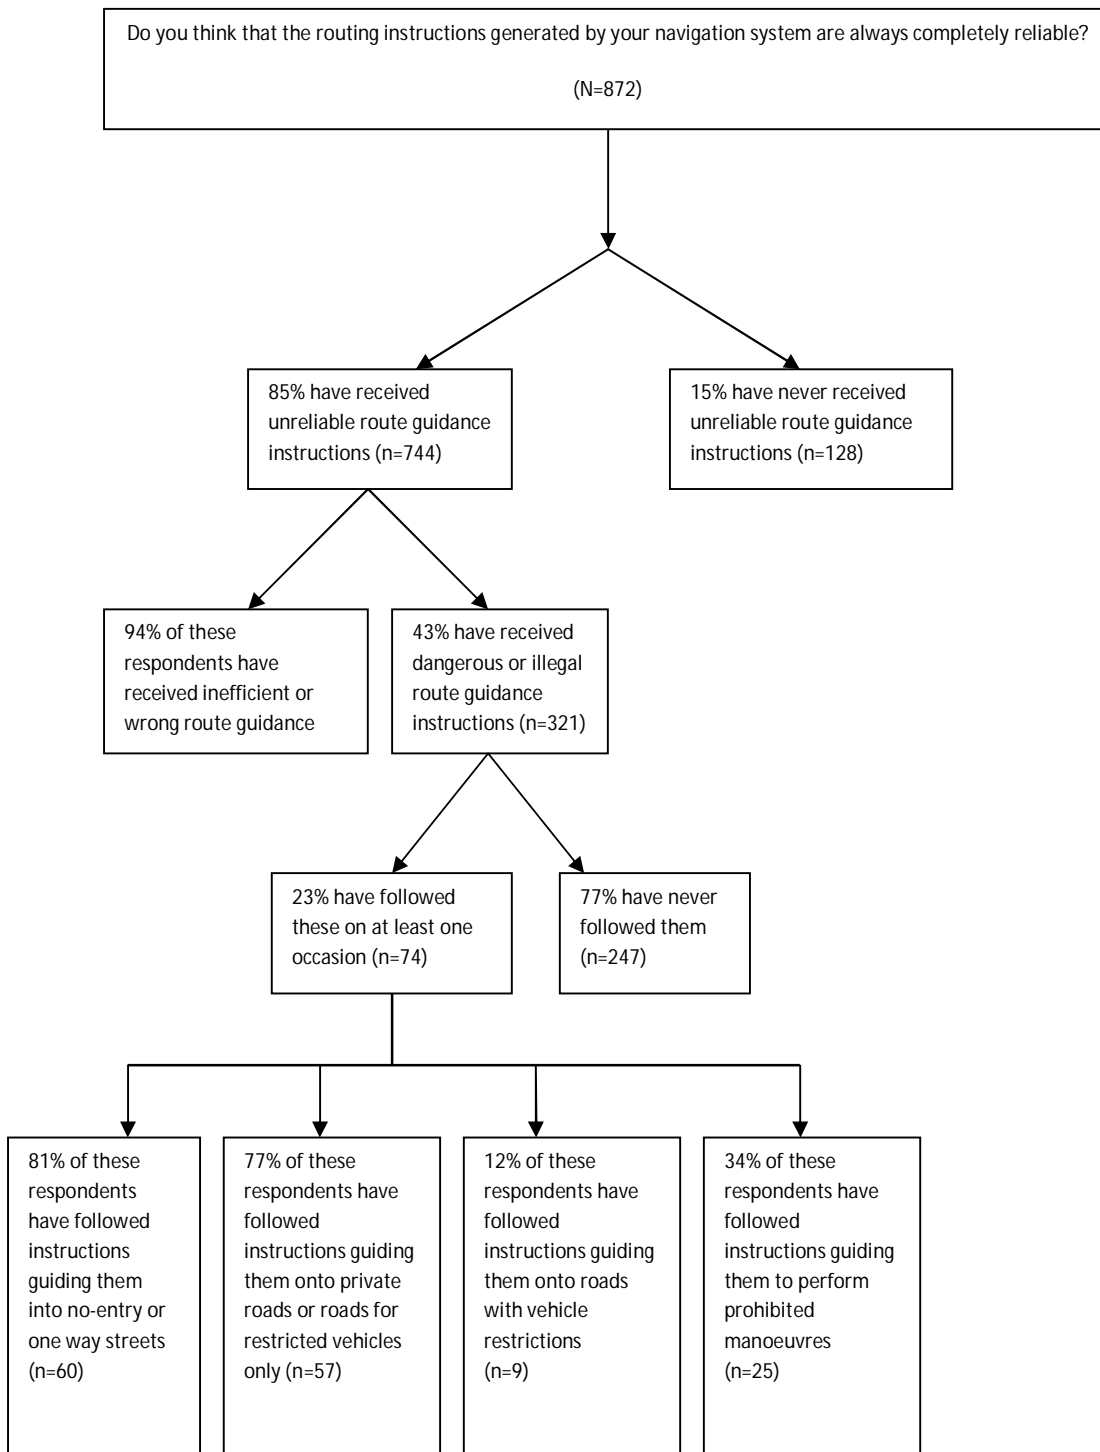 Do you think that the routing instructions generated by your navigation system are always completely reliable?
(N=872)
85% have received
unreliable route guidance
instructions (n=744)
15% have never received
unreliable route guidance
instructions (n=128)
94% of these
respondents have
received inefficient or
wrong route guidance
43% have received
dangerous or illegal
route guidance
instructions (n=321)
23% have followed
these on at least one
occasion (n=74)
77% have never
followed them
(n=247)
81% of these
respondents
have followed
instructions
guiding them
into no-entry or
one way streets
(n=60)
77% of these
respondents have
followed
instructions guiding
them onto private
roads or roads for
restricted vehicles
only (n=57)
12% of these
respondents have
followed
instructions guiding
them onto roads
with vehicle
restrictions
(n=9)
34% of these
respondents have
followed
instructions guiding
them to perform
prohibited
manoeuvres
(n=25)